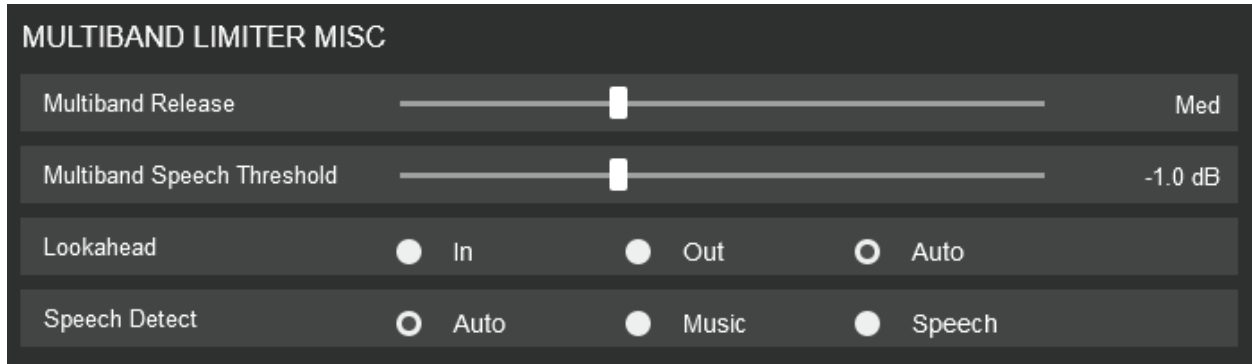 MULTIBAND LIMITER MISC
Multiband Release Med
Multiband Speech Threshold -1.0 dB
Lookahead In Out Auto
Speech Detect Auto Music Speech